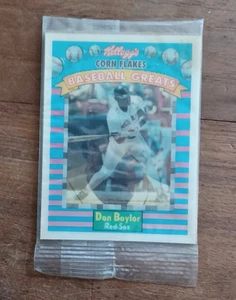 Kellogg's
CORN FLAKES
BASEBALL GREATS
Don Baylor
Red Sox